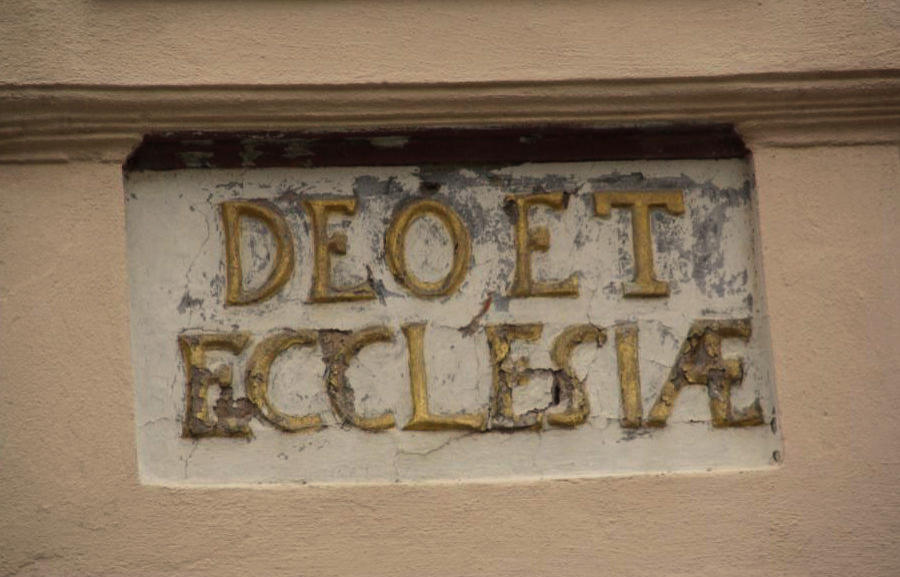 DEO ET
ECCLESIÆ